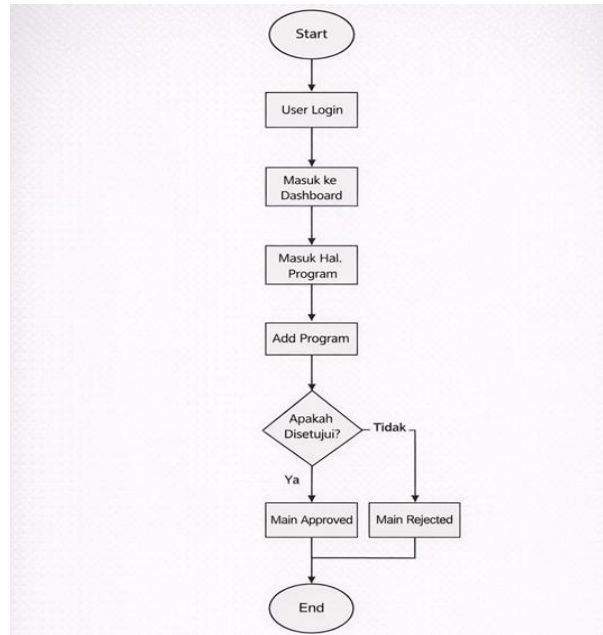 Start
User Login
Masuk ke
Dashboard
Masuk Hal.
Program
Add Program
Apakah
Disetujui?
Tidak
Ya
Main Approved
Main Rejected
End